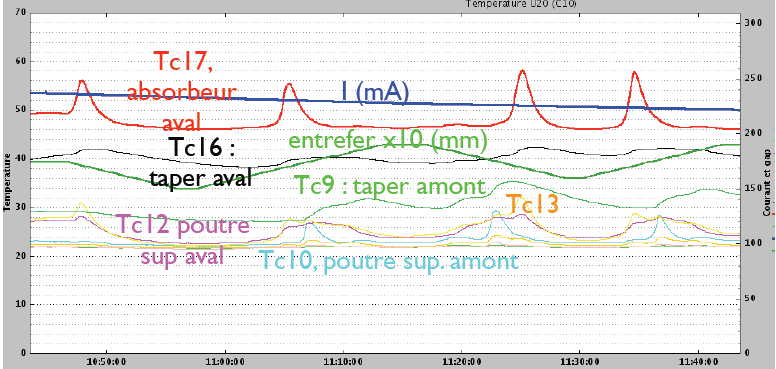 Temperature U20 (C10)
70
60
50
40
30
20
10
0
Temperature
300
250
200
150
100
50
0
Courant et gap
Tc17,
absorbeur
aval
I (mA)
entrefer x10 (mm)
Tc16 :
taper aval
Tc9 : taper amont
Tc13
Tc12 poutre
sup aval
Tc10, poutre sup. amont
10:50:00
11:00:00
11:10:00
11:20:00
11:30:00
11:40:00